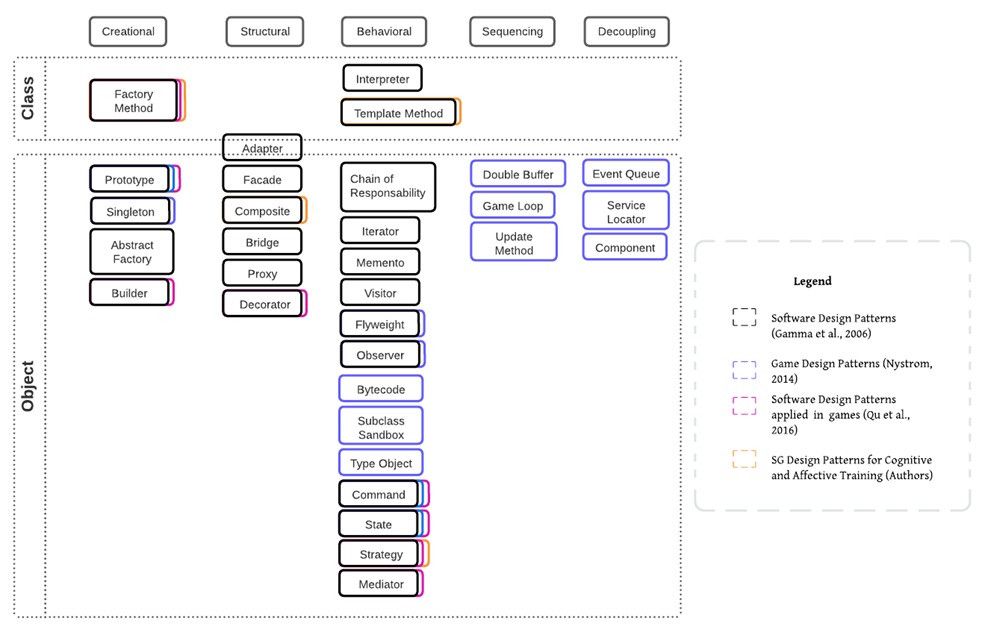 Creational
Structural
Behavioral
Sequencing
Decoupling
Class
Factory
Method
Interpreter
Template Method
Object
Adapter
Prototype
Singleton
Abstract
Factory
Builder
Facade
Composite
Bridge
Proxy
Decorator
Chain of
Responsability
Iterator
Memento
Visitor
Flyweight
Observer
Bytecode
Subclass
Sandbox
Type Object
Command
State
Strategy
Mediator
Double Buffer
Game Loop
Update
Method
Event Queue
Service
Locator
Component
Legend
Software Design Patterns
(Gamma et al., 2006)
Game Design Patterns (Nystrom,
2014)
Software Design Patterns
applied in games (Qu et al.,
2016)
SG Design Patterns for Cognitive
and Affective Training (Authors)